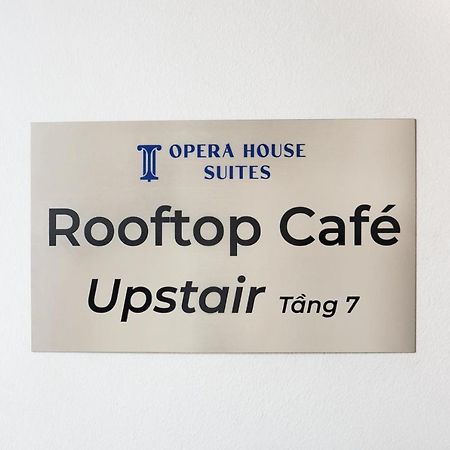 OPERA HOUSE
SUITES
Rooftop Café
Upstair Tầng 7